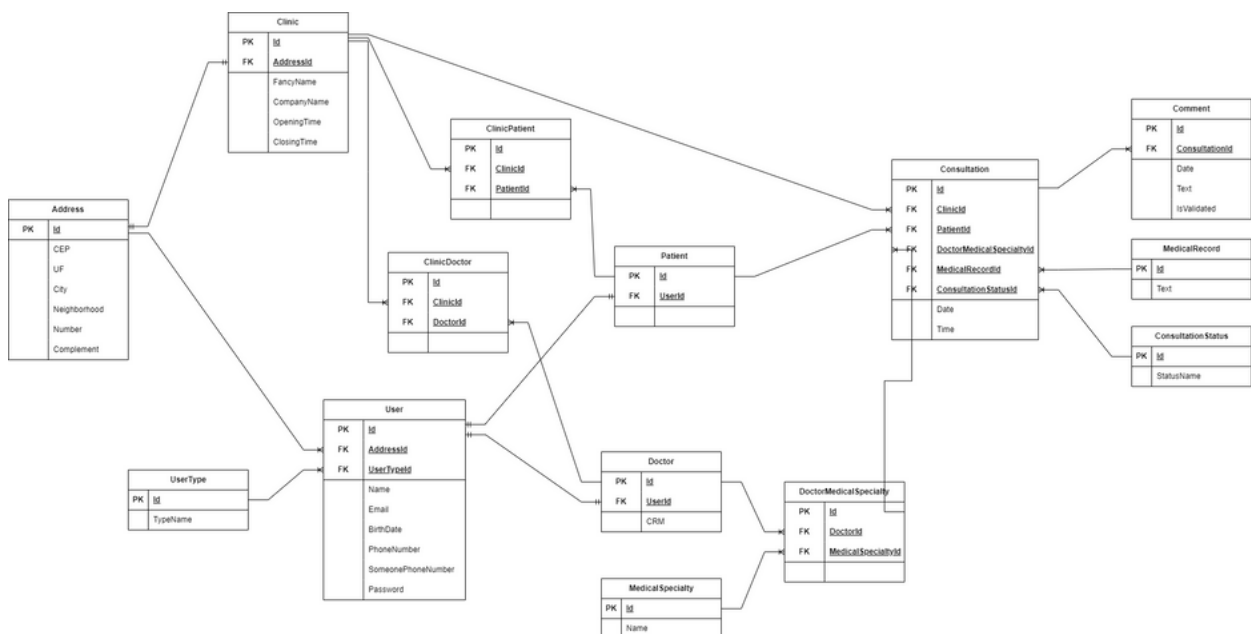 Clinic
PK Id
FK AddressId
FancyName
CompanyName
OpeningTime
ClosingTime
Address
PK Id
CEP
UF
City
Neighborhood
Number
Complement
ClinicPatient
PK Id
FK ClinicId
FK PatientId
ClinicDoctor
PK Id
FK ClinicId
FK DoctorId
Patient
PK Id
FK UserId
Consultation
PK Id
FK ClinicId
FK PatientId
FK DoctorMedicalSpecialtyId
FK MedicalRecordId
FK ConsultationStatusId
Date
Time
Comment
PK Id
FK ConsultationId
Date
Text
IsValidated
MedicalRecord
PK Id
Text
ConsultationStatus
PK Id
StatusName
User
PK Id
FK AddressId
FK UserTypeId
Name
Email
BirthDate
PhoneNumber
SomeonePhoneNumber
Password
UserType
PK Id
TypeName
Doctor
PK Id
FK UserId
CRM
DoctorMedicalSpecialty
PK Id
FK DoctorId
FK MedicalSpecialtyId
MedicalSpecialty
PK Id
Name